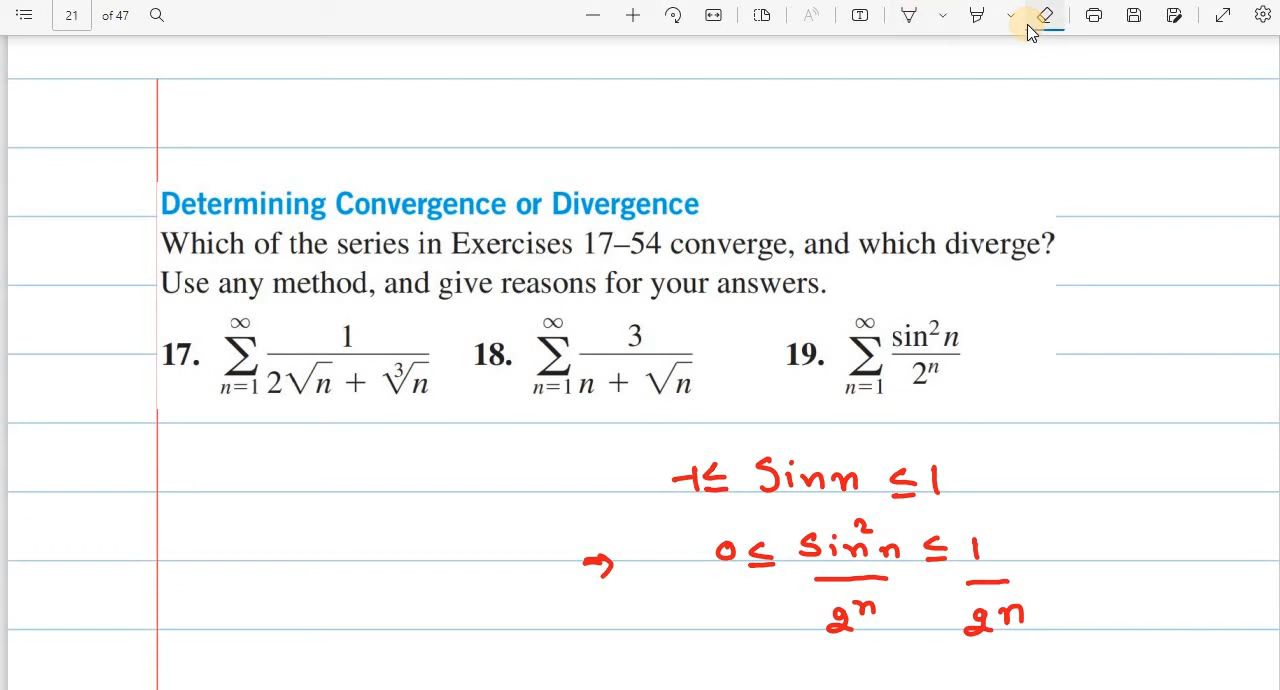 21 of 47
Determining Convergence or Divergence
Which of the series in Exercises 17–54 converge, and which diverge?
Use any method, and give reasons for your answers.
17. ∑_{n=1}^{∞} 1/(2√n + ∛n) 18. ∑_{n=1}^{∞} 3/(n + √n) 19. ∑_{n=1}^{∞} sin²n/2ⁿ
-1 ≤ Sin n ≤ 1
⇒ 0 ≤ Sin²n/2ⁿ ≤ 1/2ⁿ